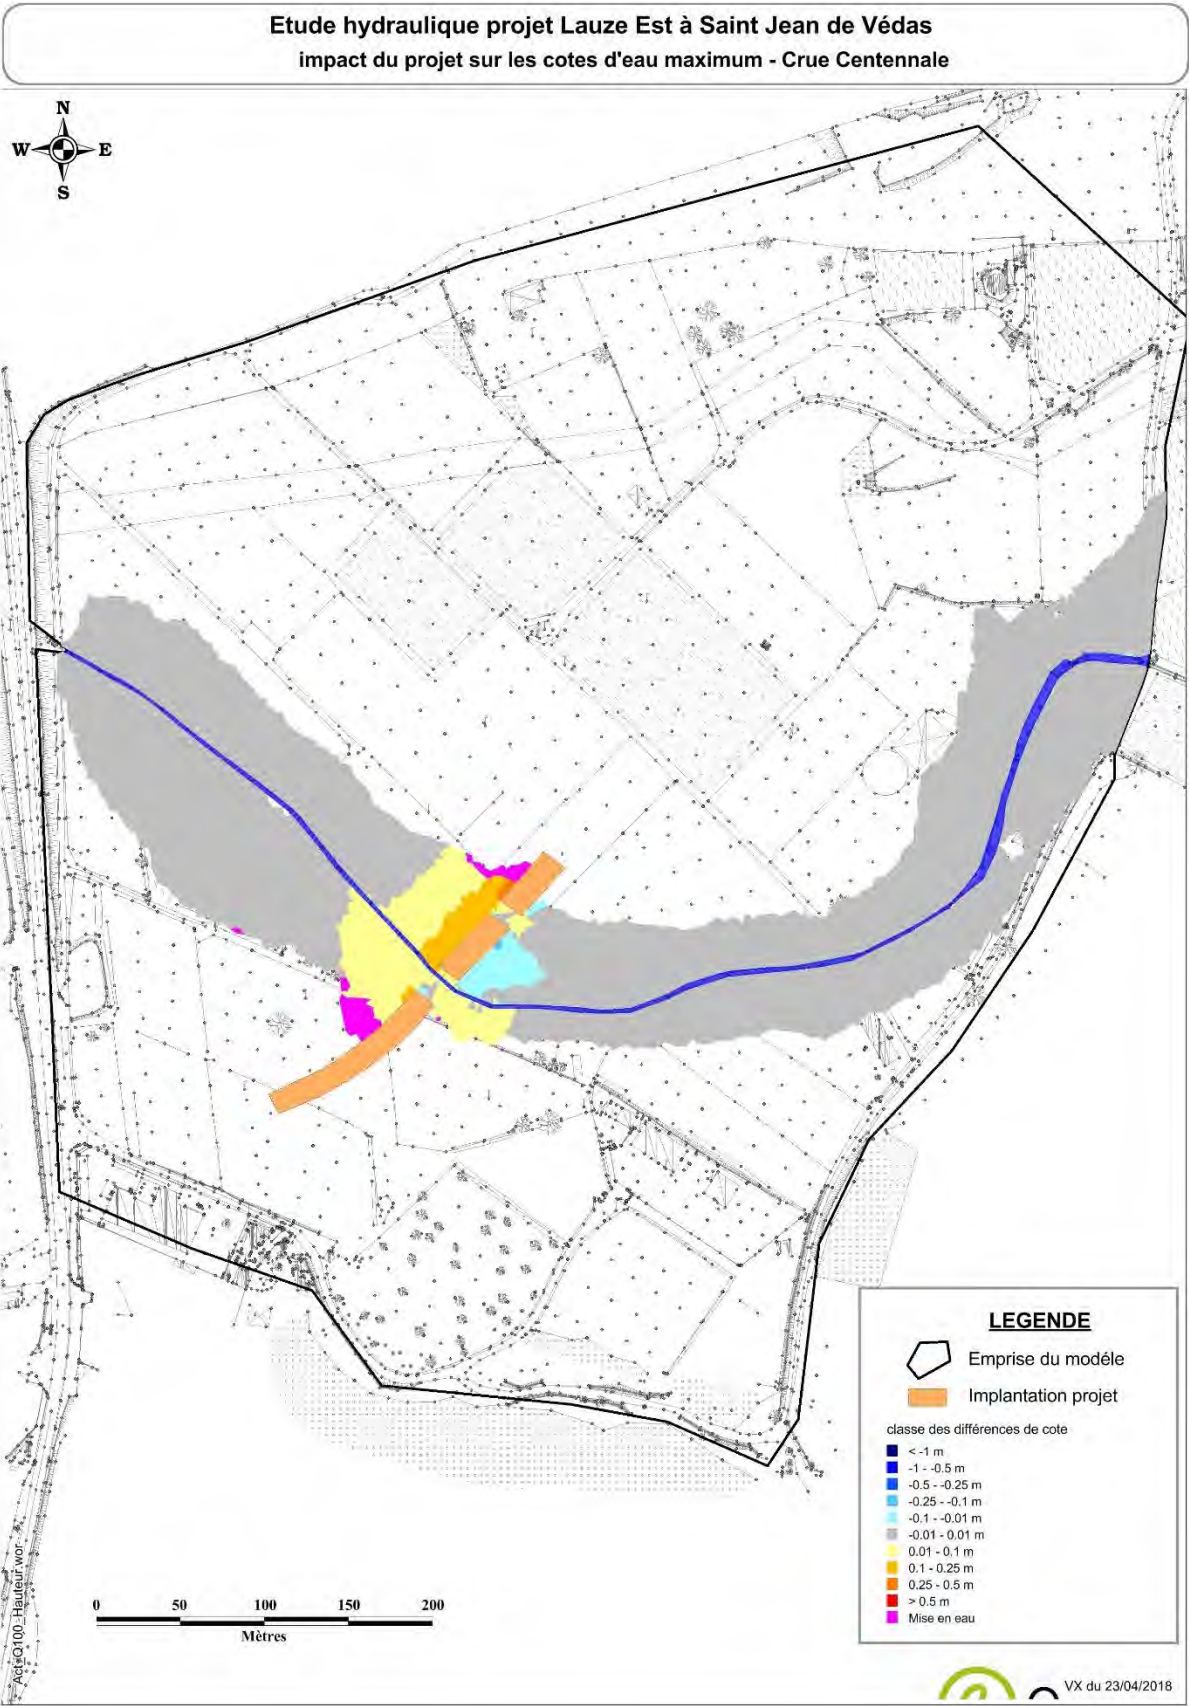 Etude hydraulique projet Lauze Est à Saint Jean de Védas
impact du projet sur les cotes d'eau maximum - Crue Centennale
N
W E
S
LEGENDE
Emprise du modéle
Implantation projet
classe des différences de cote
< -1 m
-1 - -0.5 m
-0.5 - -0.25 m
-0.25 - -0.1 m
-0.1 - -0.01 m
-0.01 - 0.01 m
0.01 - 0.1 m
0.1 - 0.25 m
0.25 - 0.5 m
> 0.5 m
Mise en eau
0 50 100 150 200
Mètres
Act_Q100_Hauteur.wor
VX du 23/04/2018